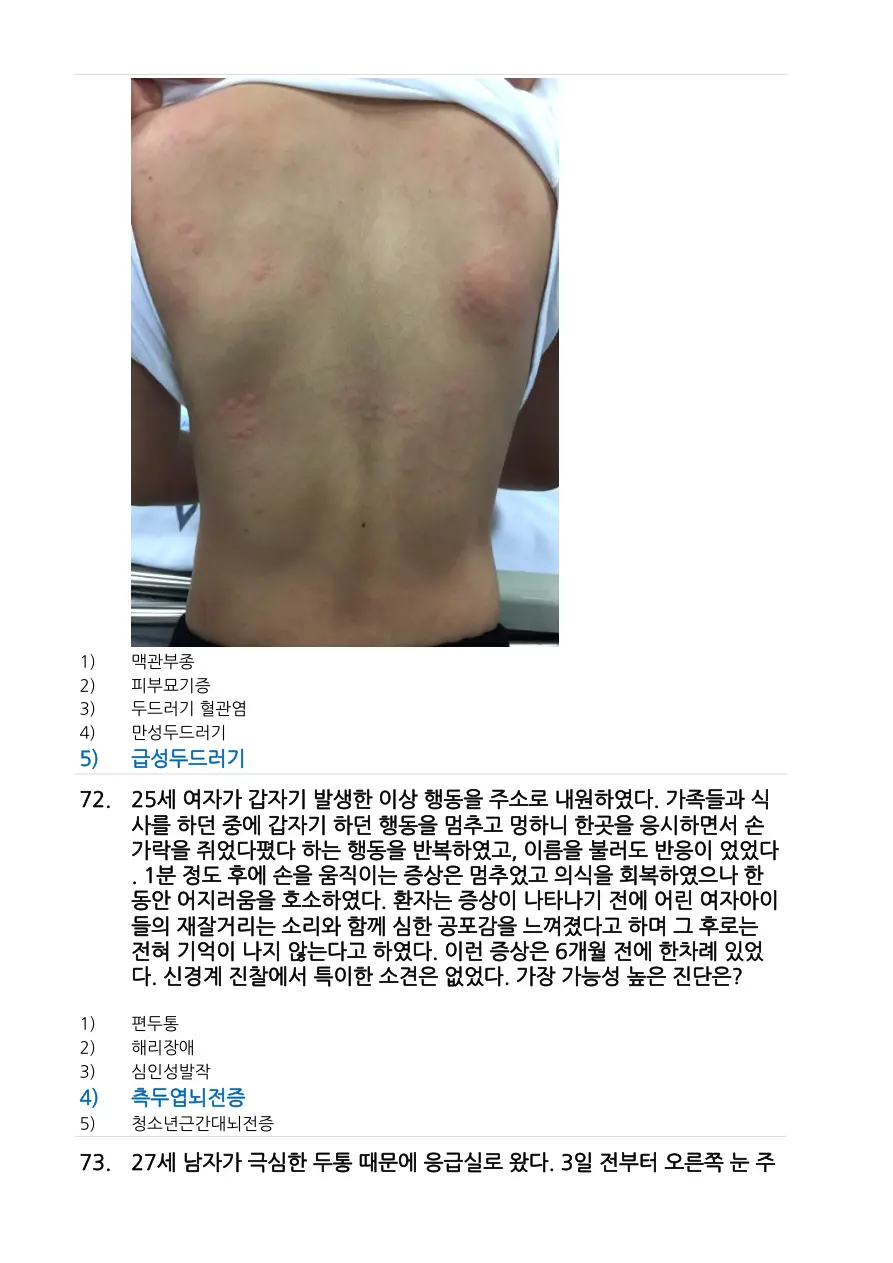 1) 맥관부종
2) 피부묘기증
3) 두드러기 혈관염
4) 만성두드러기
5) 급성두드러기
72. 25세 여자가 갑자기 발생한 이상 행동을 주소로 내원하였다. 가족들과 식
사를 하던 중에 갑자기 하던 행동을 멈추고 멍하니 한곳을 응시하면서 손
가락을 쥐었다폈다 하는 행동을 반복하였고, 이름을 불러도 반응이 었었다
. 1분 정도 후에 손을 움직이는 증상은 멈추었고 의식을 회복하였으나 한
동안 어지러움을 호소하였다. 환자는 증상이 나타나기 전에 어린 여자아이
들의 재잘거리는 소리와 함께 심한 공포감을 느껴졌다고 하며 그 후로는
전혀 기억이 나지 않는다고 하였다. 이런 증상은 6개월 전에 한차례 있었
다. 신경계 진찰에서 특이한 소견은 없었다. 가장 가능성 높은 진단은?
1) 편두통
2) 해리장애
3) 심인성발작
4) 측두엽뇌전증
5) 청소년근간대뇌전증
73. 27세 남자가 극심한 두통 때문에 응급실로 왔다. 3일 전부터 오른쪽 눈 주